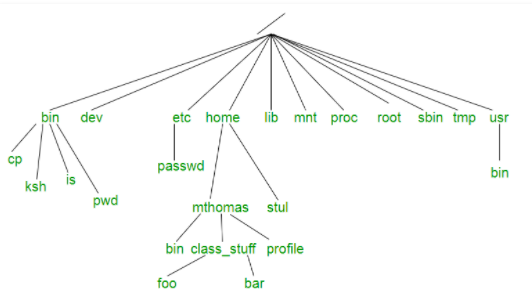 /
bin dev etc home lib mnt proc root sbin tmp usr
cp ksh is pwd passwd bin
mthomas stul
bin class_stuff profile
foo bar